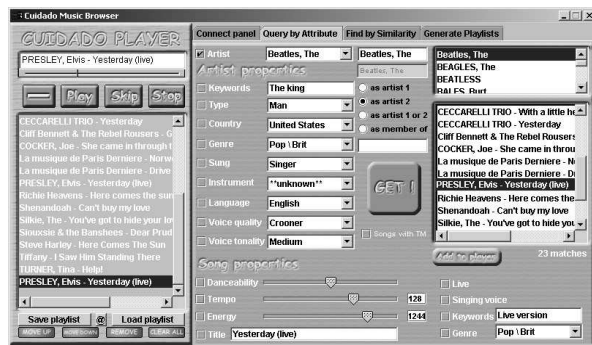 Cuidado Music Browser
CUIDADO PLAYER
PRESLEY, Elvis - Yesterday (live)
Play Skip Stop
CECCARELLI TRIO - Yesterday
Cliff Bennett & The Rebel Rousers - G
COCKER, Joe - She came in through t
La musique de Paris Derniere - Norw
La musique de Paris Derniere - Drive
PRESLEY, Elvis - Yesterday (live)
Richie Heavens - Here comes the sun
Shenandoah - Can't buy my love
Silkie, The - You've got to hide your lo
Siouxsie & the Banshees - Dear Prud
Steve Harley - Here Comes The Sun
Tiffany - I Saw Him Standing There
TURNER, Tina - Help!
PRESLEY, Elvis - Yesterday (live)
Save playlist @ Load playlist
MOVE UP MOVE DOWN REMOVE CLEAR ALL
Connect panel Query by Attribute Find by Similarity Generate Playlists
Artist Beatles, The Beatles, The
Artist properties Beatles, The
Keywords The king
Type Man
Country United States
Genre Pop \ Brit
Sung Singer
Instrument **unknown**
Language English
Voice quality Crooner
Voice tonality Medium
as artist 1
as artist 2
as artist 1 or 2
as member of
GET !
Songs with TM
Beatles, The
BEAGLES, The
BEATLESS
BALES, Burt
CECCARELLI TRIO - With a little he
CECCARELLI TRIO - Yesterday
Cliff Bennett & The Rebel Rousers
COCKER, Joe - She came in throu
La musique de Paris Derniere - No
La musique de Paris Derniere - Dri
PRESLEY, Elvis - Yesterday (live)
Richie Heavens - Here comes the
Shenandoah - Can't buy my love
Silkie, The - You've got to hide you
Add to player 23 matches
Song properties
Danceability
Tempo 128
Energy 1244
Title Yesterday (live)
Live
Singing voice
Keywords Live version
Genre Pop \ Brit